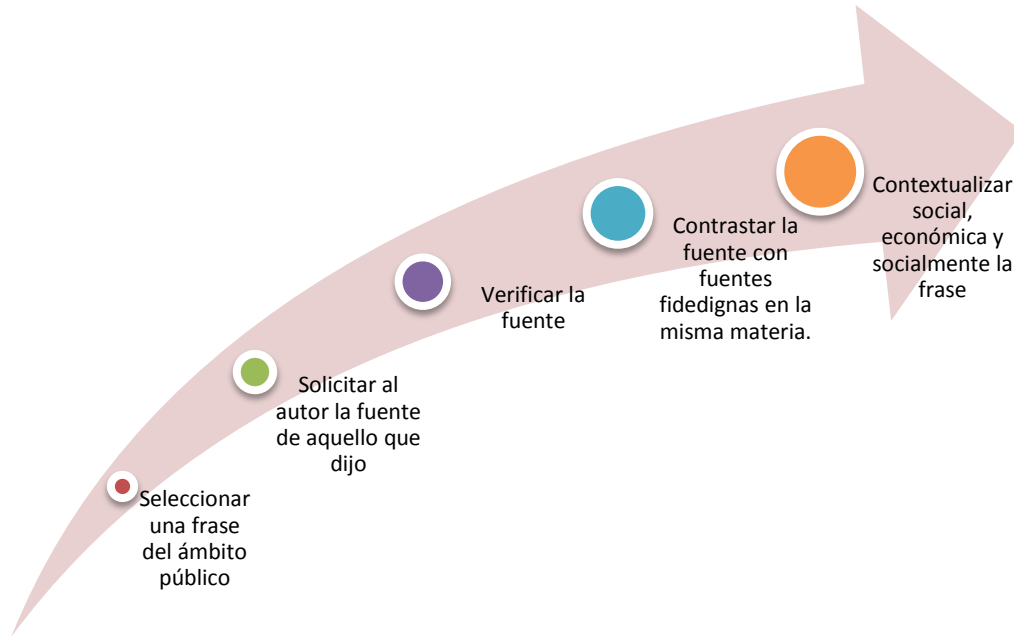 Seleccionar
una frase
del ámbito
público
Solicitar al
autor la fuente
de aquello que
dijo
Verificar la
fuente
Contrastar la
fuente con
fuentes
fidedignas en la
misma materia.
Contextualizar
social,
económica y
socialmente la
frase